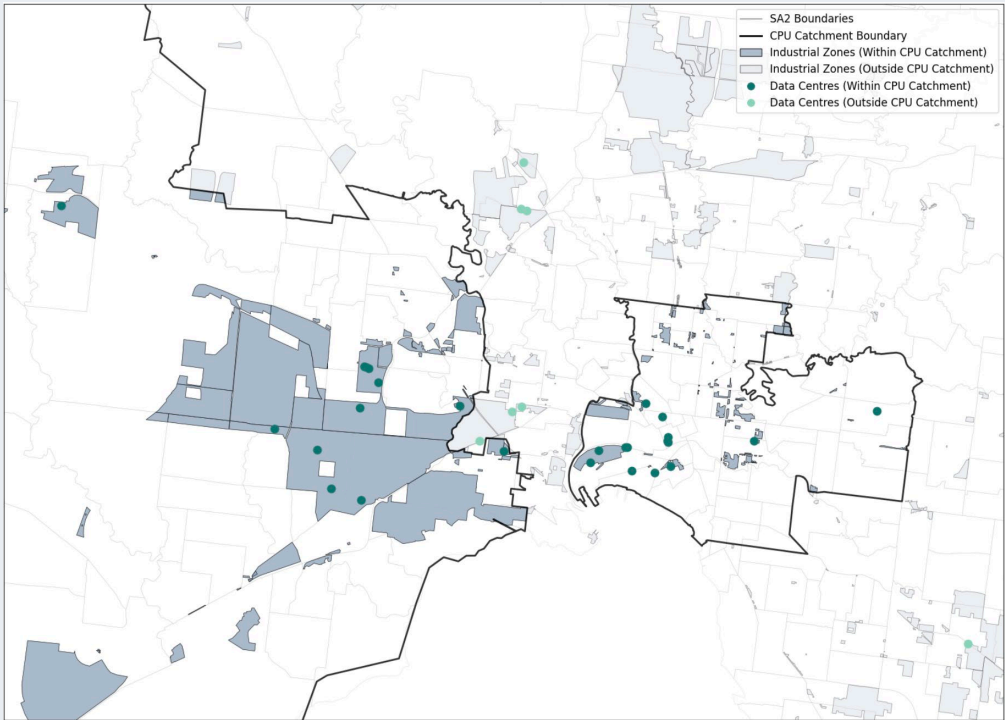 SA2 Boundaries
CPU Catchment Boundary
Industrial Zones (Within CPU Catchment)
Industrial Zones (Outside CPU Catchment)
Data Centres (Within CPU Catchment)
Data Centres (Outside CPU Catchment)